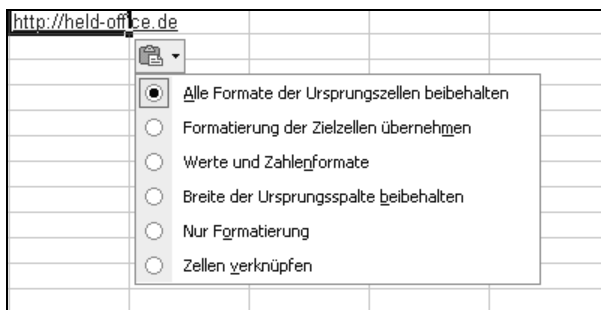 http://held-office.de
Alle Formate der Ursprungszellen beibehalten
Formatierung der Zielzellen übernehmen
Werte und Zahlenformate
Breite der Ursprungsspalte beibehalten
Nur Formatierung
Zellen verknüpfen